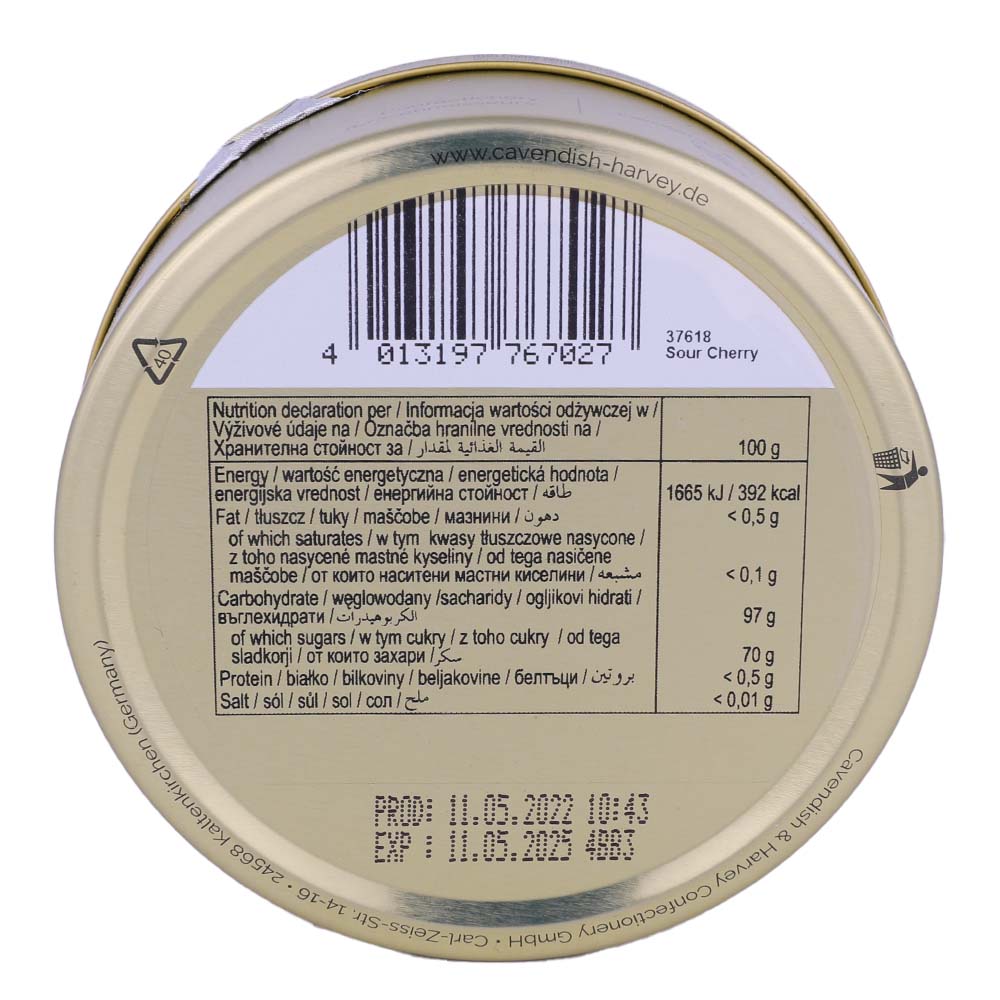 www.cavendish-harvey.de
4 013197 767027
37618
Sour Cherry
40
Nutrition declaration per / Informacja wartości odżywczej w /
Výživové údaje na / Označba hranilne vrednosti na /
Хранителна стойност за / القيمة الغذائية لمقدار
100 g
Energy / wartość energetyczna / energetická hodnota /
energijska vrednost / енергийна стойност / طاقه
1665 kJ / 392 kcal
Fat / tłuszcz / tuky / maščobe / мазнини / دهون
< 0,5 g
of which saturates / w tym kwasy tłuszczowe nasycone /
z toho nasycené mastné kyseliny / od tega nasičene
maščobe / от които наситени мастни киселини / مشبعه
< 0,1 g
Carbohydrate / węglowodany /sacharidy / ogljikovi hidrati /
въглехидрати / الكربوهيدرات
97 g
of which sugars / w tym cukry / z toho cukry / od tega
sladkorji / от които захари / سكر
70 g
Protein / białko / bílkoviny / beljakovine / белтъци / بروتين
< 0,5 g
Salt / sól / sůl / sol / сол / ملح
< 0,01 g
PROD: 11.05.2022 10:43
EXP : 11.05.2025 4883
Cavendish & Harvey Confectionery GmbH • Carl-Zeiss-Str. 14-16 • 24568 Kaltenkirchen (Germany)